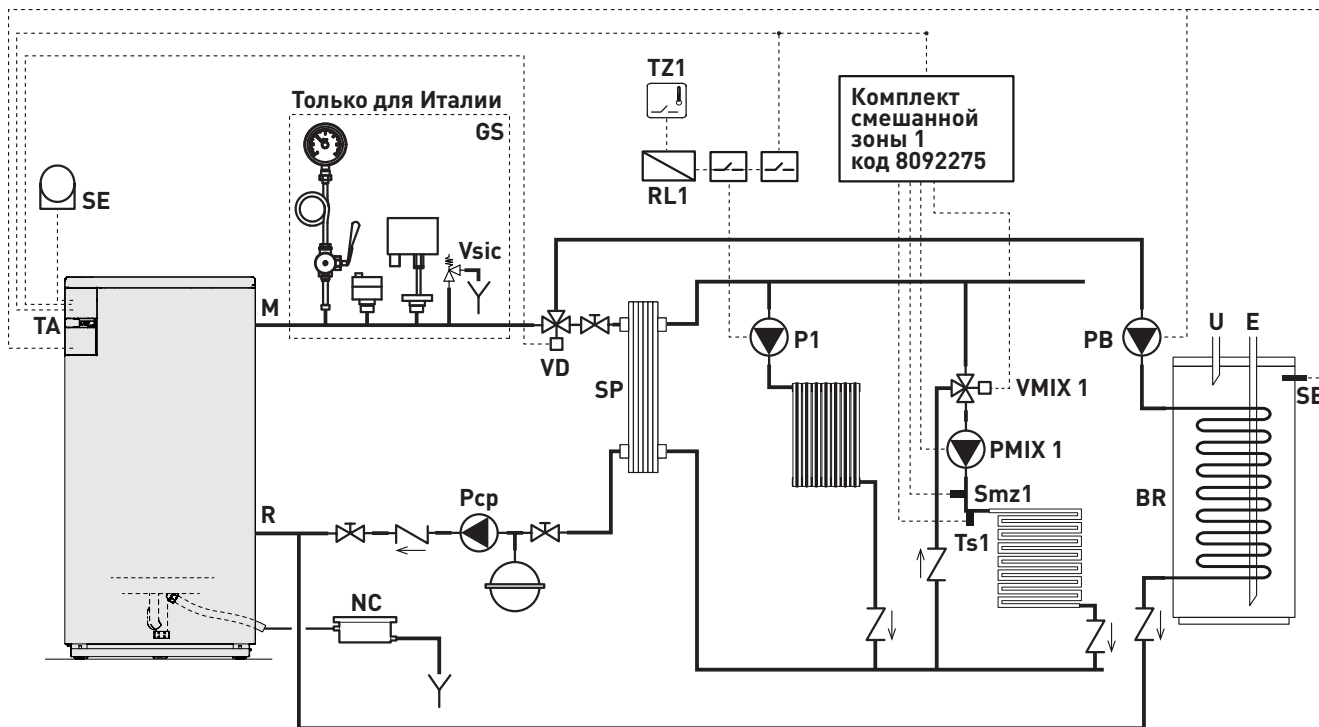 TZ1
Только для Италии
GS
Комплект
смешанной
зоны 1
код 8092275
RL1
SE
Vsic
M
TA
VD
P1
PB
U
E
SP
VMIX 1
SB
PMIX 1
Pcp
Smz1
BR
R
Ts1
NC